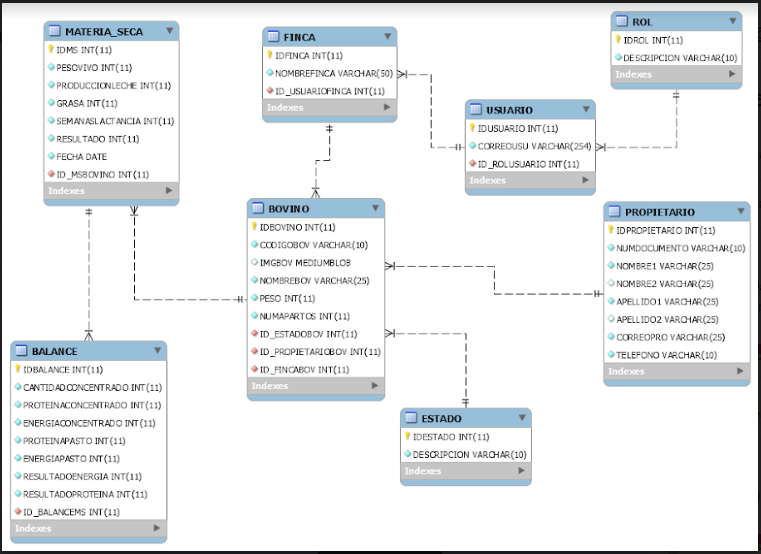 MATERIA_SECA
IDMS INT(11)
PESOVIVO INT(11)
PRODUCCIONLECHE INT(11)
GRASA INT(11)
SEMANASLACTANCIA INT(11)
RESULTADO INT(11)
FECHA DATE
ID_MSBOVINO INT(11)
Indexes
FINCA
IDFINCA INT(11)
NOMBREFINCA VARCHAR(50)
ID_USUARIOFINCA INT(11)
Indexes
ROL
IDROL INT(11)
DESCRIPCION VARCHAR(10)
Indexes
USUARIO
IDUSUARIO INT(11)
CORREOUSU VARCHAR(254)
ID_ROLUSUARIO INT(11)
Indexes
BOVINO
IDBOVINO INT(11)
CODIGOBOV VARCHAR(10)
IMGBOV MEDIUMBLOB
NOMBREBOV VARCHAR(25)
PESO INT(11)
NUMAPARTOS INT(11)
ID_ESTADOBOV INT(11)
ID_PROPIETARIOBOV INT(11)
ID_FINCABOV INT(11)
Indexes
PROPIETARIO
IDPROPIETARIO INT(11)
NUMDOCUMENTO VARCHAR(10)
NOMBRE1 VARCHAR(25)
NOMBRE2 VARCHAR(25)
APELLIDO1 VARCHAR(25)
APELLIDO2 VARCHAR(25)
CORREOPRO VARCHAR(25)
TELEFONO VARCHAR(10)
Indexes
BALANCE
IDBALANCE INT(11)
CANTIDADCONCENTRADO INT(11)
PROTEINACONCENTRADO INT(11)
ENERGIACONCENTRADO INT(11)
PROTEINAPASTO INT(11)
ENERGIAPASTO INT(11)
RESULTADOENERGIA INT(11)
RESULTADOPROTEINA INT(11)
ID_BALANCEMS INT(11)
Indexes
ESTADO
IDESTADO INT(11)
DESCRIPCION VARCHAR(10)
Indexes